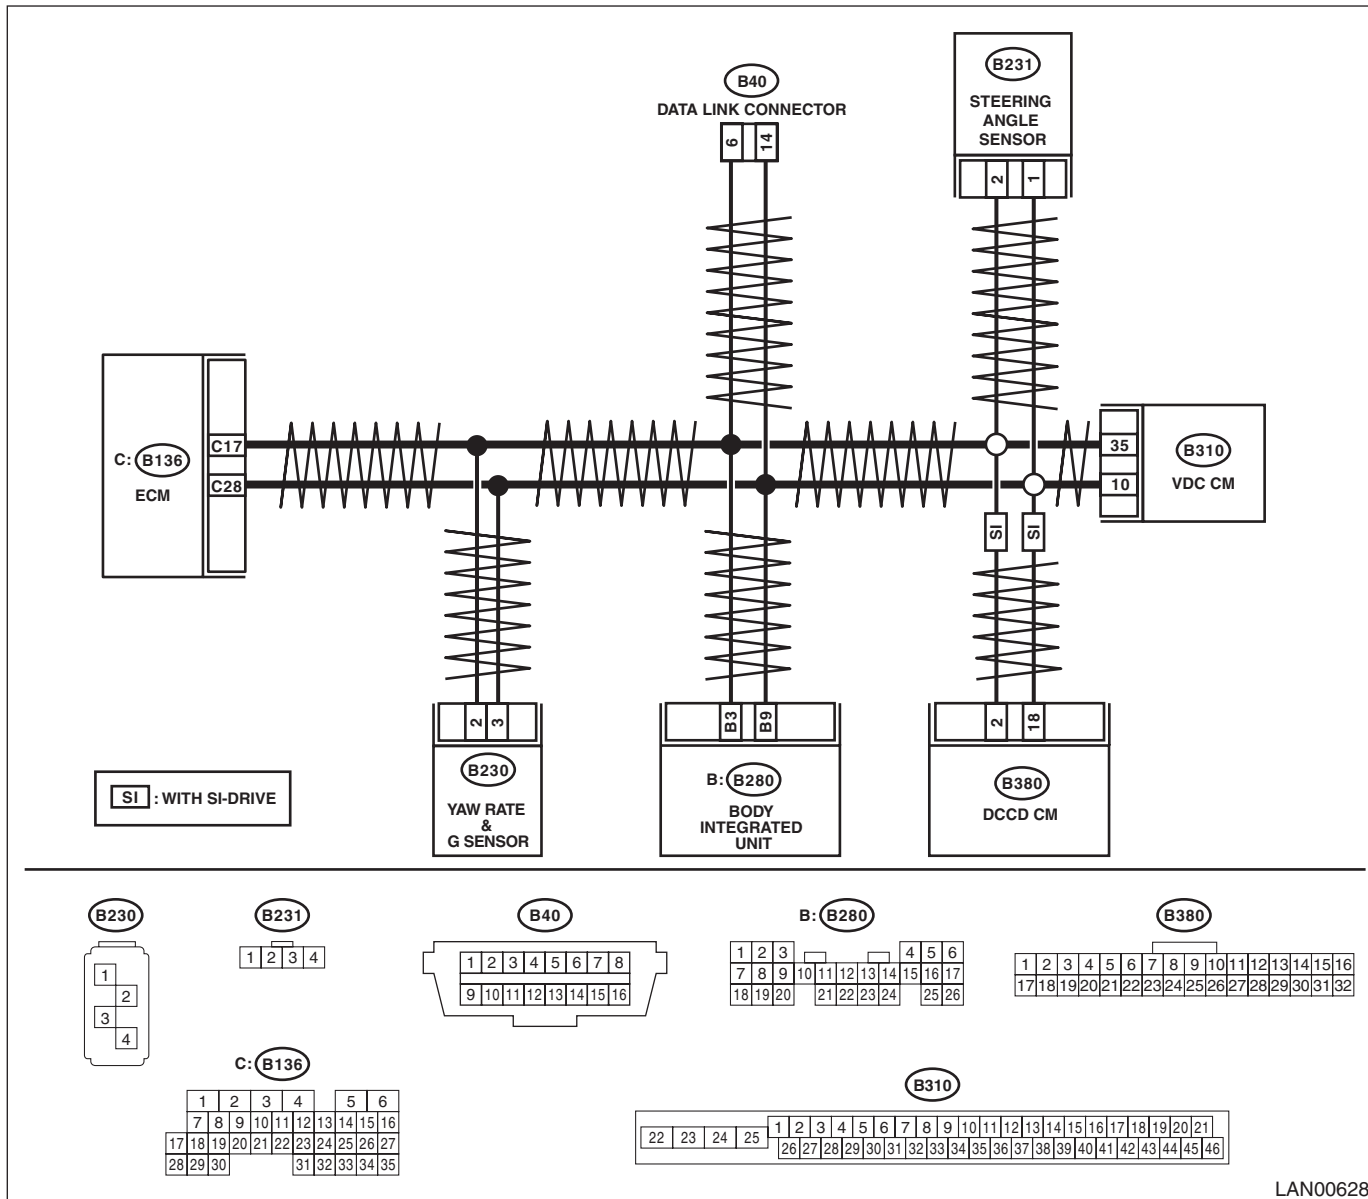 B40
DATA LINK CONNECTOR
6 14
B231
STEERING
ANGLE
SENSOR
2 1
C: B136
ECM
C17
C28
35
10
B310
VDC CM
SI SI
2 3
B230
YAW RATE
&
G SENSOR
B3 B9
B: B280
BODY
INTEGRATED
UNIT
2 18
B380
DCCD CM
SI : WITH SI-DRIVE
B230
1
2
3
4
B231
1 2 3 4
B40
1 2 3 4 5 6 7 8
9 10 11 12 13 14 15 16
B: B280
1 2 3 4 5 6
7 8 9 10 11 12 13 14 15 16 17
18 19 20 21 22 23 24 25 26
B380
1 2 3 4 5 6 7 8 9 10 11 12 13 14 15 16
17 18 19 20 21 22 23 24 25 26 27 28 29 30 31 32
C: B136
1 2 3 4 5 6
7 8 9 10 11 12 13 14 15 16
17 18 19 20 21 22 23 24 25 26 27
28 29 30 31 32 33 34 35
B310
22 23 24 25
1 2 3 4 5 6 7 8 9 10 11 12 13 14 15 16 17 18 19 20 21
26 27 28 29 30 31 32 33 34 35 36 37 38 39 40 41 42 43 44 45 46
LAN00628